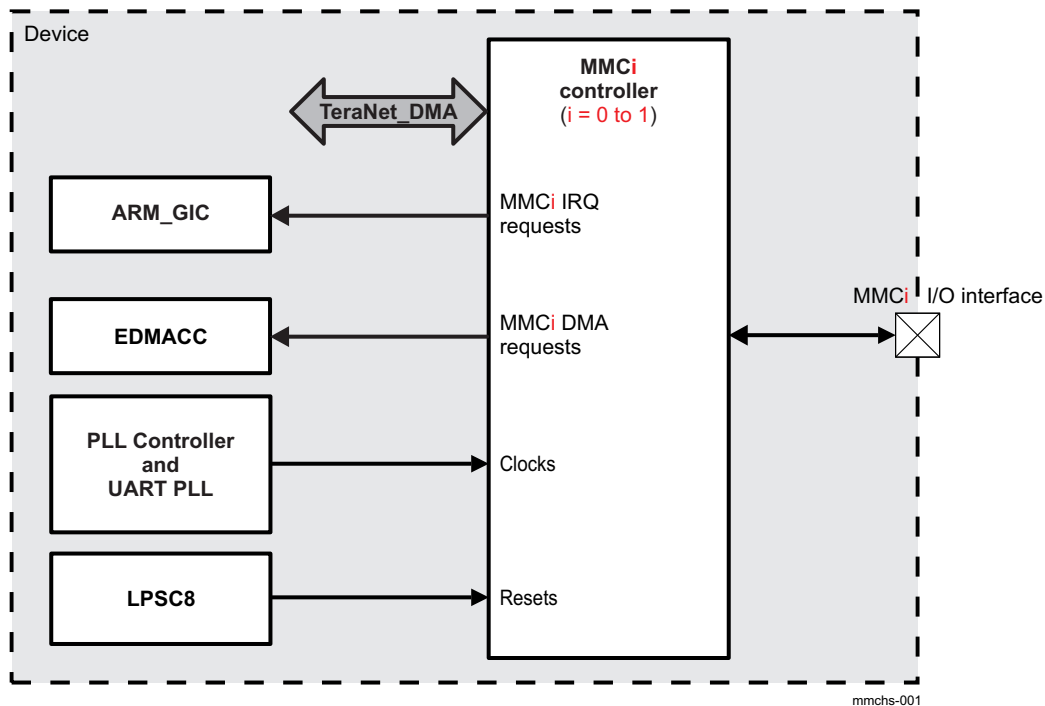 Device
MMCi
controller
(i = 0 to 1)
TeraNet_DMA
ARM_GIC
MMCi IRQ
requests
MMCi I/O interface
EDMACC
MMCi DMA
requests
PLL Controller
and
UART PLL
Clocks
LPSC8
Resets
mmchs-001